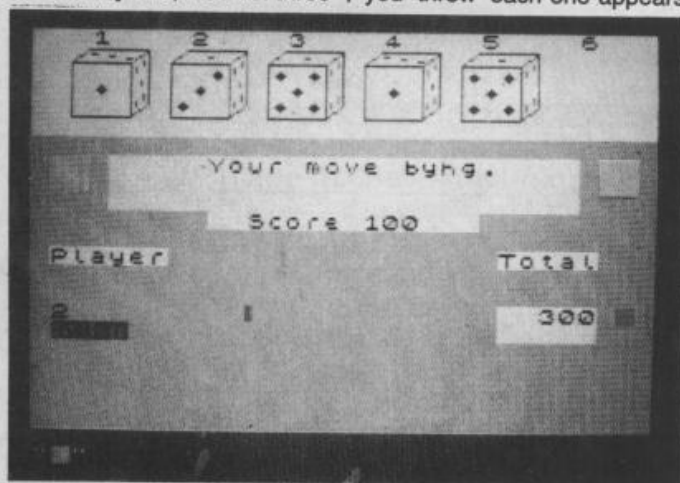 you throw each one appears
1 2 3 4 5 6
Your move byng.
Score 100
Player Total
2 300